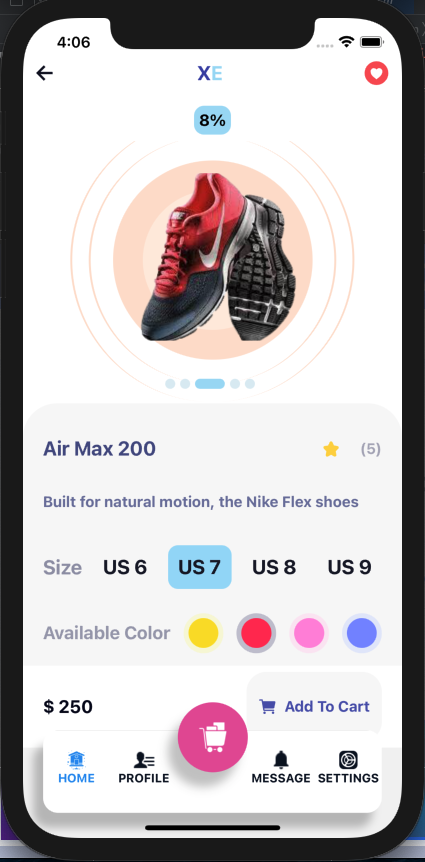 4:06
XE
8%
Air Max 200
(5)
Built for natural motion, the Nike Flex shoes
Size US 6 US 7 US 8 US 9
Available Color
$ 250
Add To Cart
HOME PROFILE MESSAGE SETTINGS